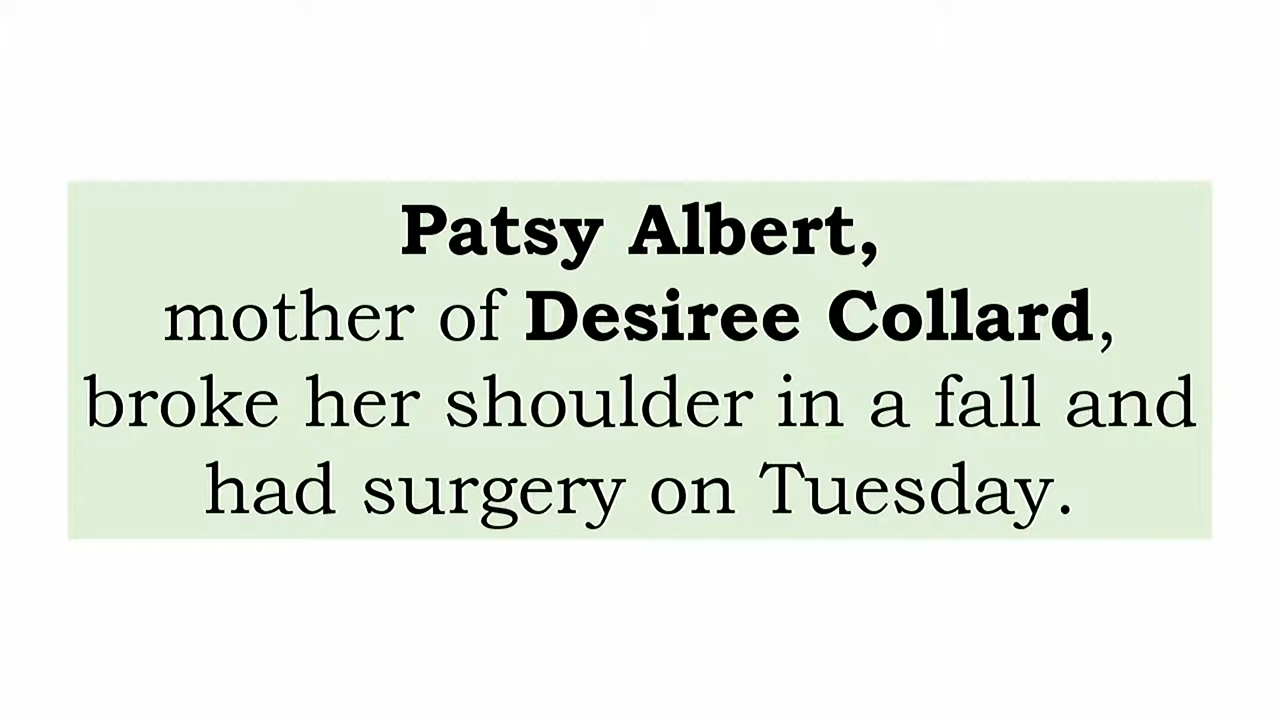 Patsy Albert,
mother of Desiree Collard,
broke her shoulder in a fall and
had surgery on Tuesday.